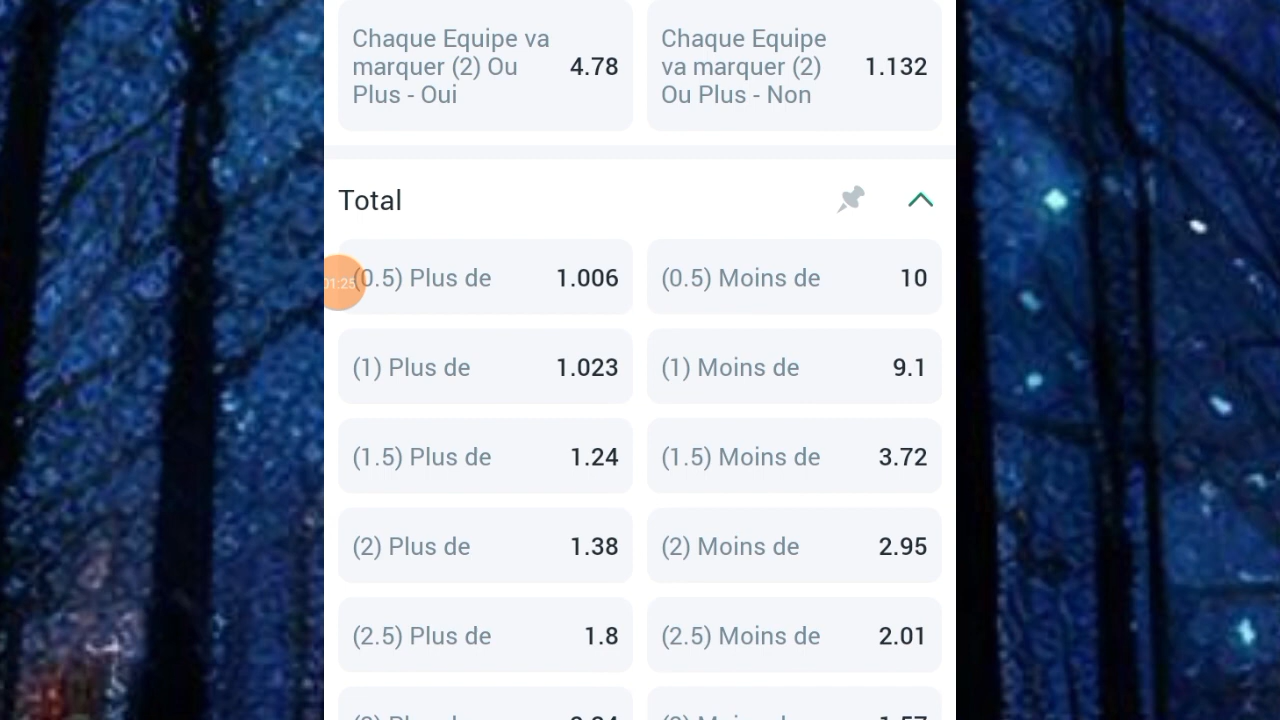 Chaque Equipe va marquer (2) Ou Plus - Oui 4.78
Chaque Equipe va marquer (2) Ou Plus - Non 1.132
Total
01:25
(0.5) Plus de 1.006
(0.5) Moins de 10
(1) Plus de 1.023
(1) Moins de 9.1
(1.5) Plus de 1.24
(1.5) Moins de 3.72
(2) Plus de 1.38
(2) Moins de 2.95
(2.5) Plus de 1.8
(2.5) Moins de 2.01